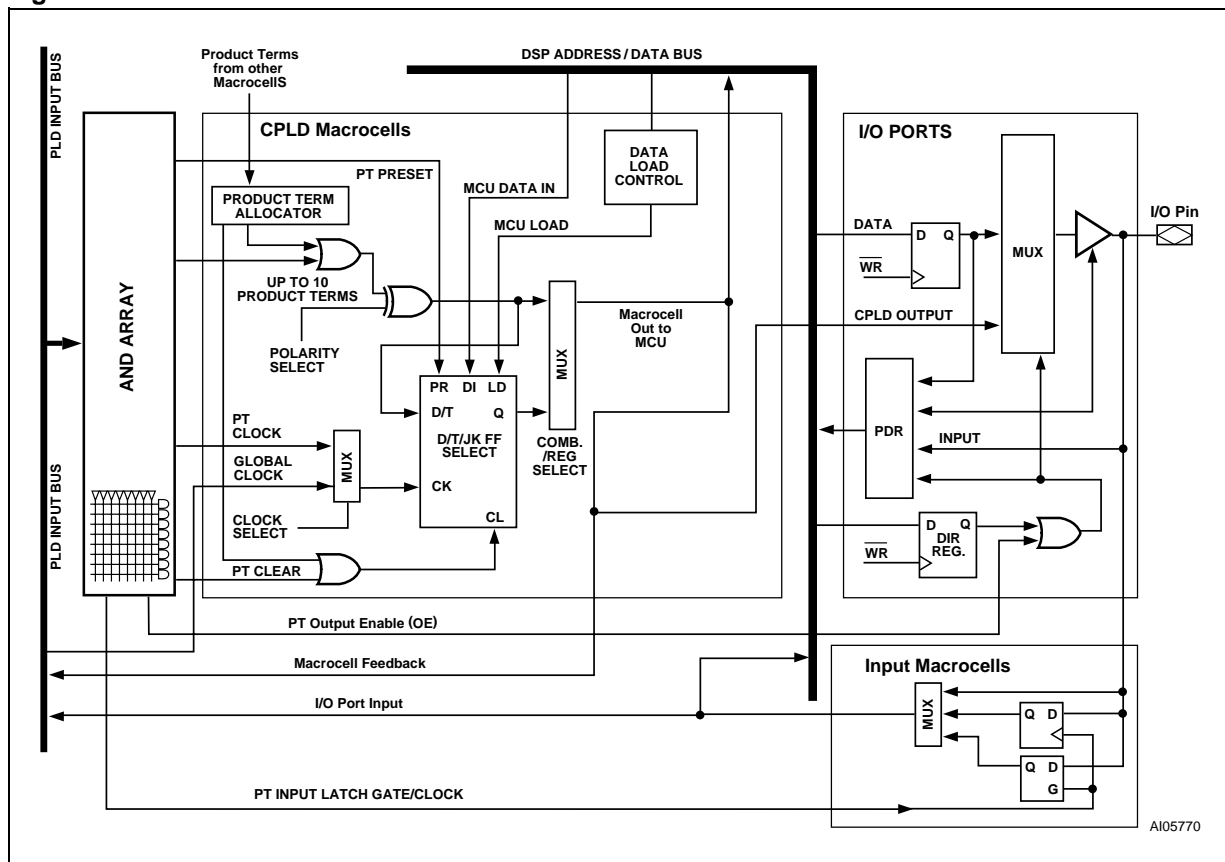 DSP ADDRESS / DATA BUS
PLD INPUT BUS
Product Terms
from other
MacrocellS
CPLD Macrocells
I/O PORTS
AND ARRAY
PT PRESET
PRODUCT TERM
ALLOCATOR
MCU DATA IN
DATA
LOAD
CONTROL
MCU LOAD
UP TO 10
PRODUCT TERMS
POLARITY
SELECT
MUX
Macrocell
Out to
MCU
PR DI LD
D/T Q
D/T/JK FF
SELECT
CK
CL
COMB.
/REG
SELECT
PT
CLOCK
GLOBAL
CLOCK
MUX
CLOCK
SELECT
PT CLEAR
DATA
D Q
WR
MUX
I/O Pin
CPLD OUTPUT
PDR
INPUT
D Q
DIR
REG.
WR
PLD INPUT BUS
PT Output Enable (OE)
Macrocell Feedback
I/O Port Input
Input Macrocells
MUX
Q D
Q D
G
PT INPUT LATCH GATE/CLOCK
AI05770